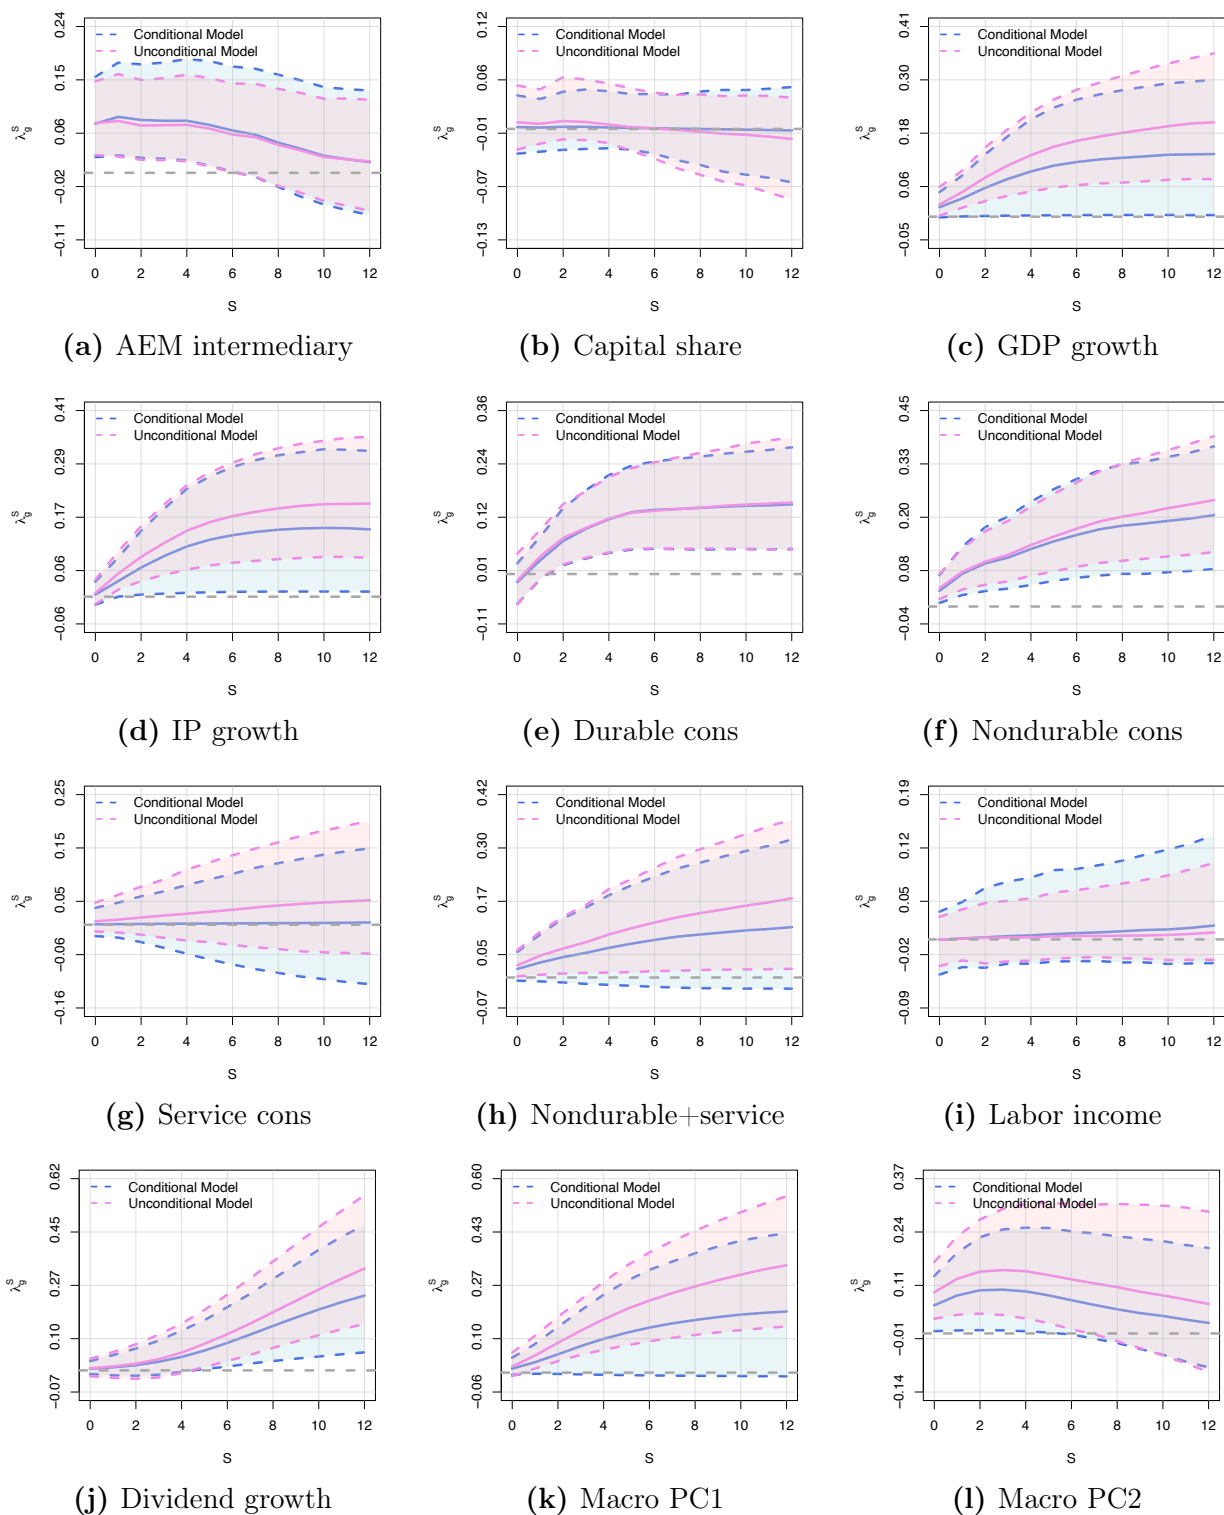 0.24
0.15
0.06
−0.02
−0.11
λ_g^S
Conditional Model
Unconditional Model
0 2 4 6 8 10 12
S
(a) AEM intermediary
0.12
0.06
−0.01
−0.07
−0.13
λ_g^S
Conditional Model
Unconditional Model
0 2 4 6 8 10 12
S
(b) Capital share
0.41
0.30
0.18
0.06
−0.05
λ_g^S
Conditional Model
Unconditional Model
0 2 4 6 8 10 12
S
(c) GDP growth
0.41
0.29
0.17
0.06
−0.06
λ_g^S
Conditional Model
Unconditional Model
0 2 4 6 8 10 12
S
(d) IP growth
0.36
0.24
0.12
0.01
−0.11
λ_g^S
Conditional Model
Unconditional Model
0 2 4 6 8 10 12
S
(e) Durable cons
0.45
0.33
0.20
0.08
−0.04
λ_g^S
Conditional Model
Unconditional Model
0 2 4 6 8 10 12
S
(f) Nondurable cons
0.25
0.15
0.05
−0.06
−0.16
λ_g^S
Conditional Model
Unconditional Model
0 2 4 6 8 10 12
S
(g) Service cons
0.42
0.30
0.17
0.05
−0.07
λ_g^S
Conditional Model
Unconditional Model
0 2 4 6 8 10 12
S
(h) Nondurable+service
0.19
0.12
0.05
−0.02
−0.09
λ_g^S
Conditional Model
Unconditional Model
0 2 4 6 8 10 12
S
(i) Labor income
0.62
0.45
0.27
0.10
−0.07
λ_g^S
Conditional Model
Unconditional Model
0 2 4 6 8 10 12
S
(j) Dividend growth
0.60
0.43
0.27
0.10
−0.06
λ_g^S
Conditional Model
Unconditional Model
0 2 4 6 8 10 12
S
(k) Macro PC1
0.37
0.24
0.11
−0.01
−0.14
λ_g^S
Conditional Model
Unconditional Model
0 2 4 6 8 10 12
S
(l) Macro PC2